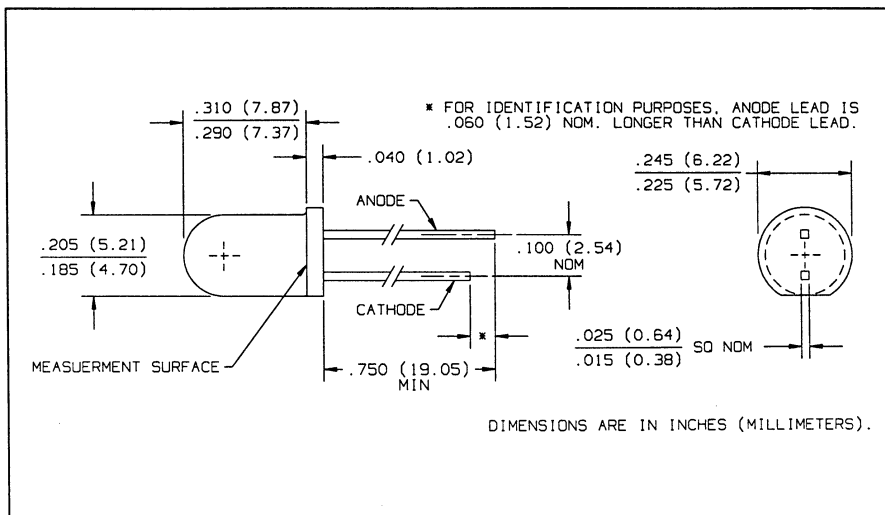 .310 (7.87)
.290 (7.37)
* FOR IDENTIFICATION PURPOSES, ANODE LEAD IS
.060 (1.52) NOM. LONGER THAN CATHODE LEAD.
.040 (1.02)
.245 (6.22)
.225 (5.72)
ANODE
.205 (5.21)
.185 (4.70)
.100 (2.54)
NOM
CATHODE
*
.025 (0.64)
.015 (0.38)
SQ NOM
MEASUERMENT SURFACE
.750 (19.05)
MIN
DIMENSIONS ARE IN INCHES (MILLIMETERS).